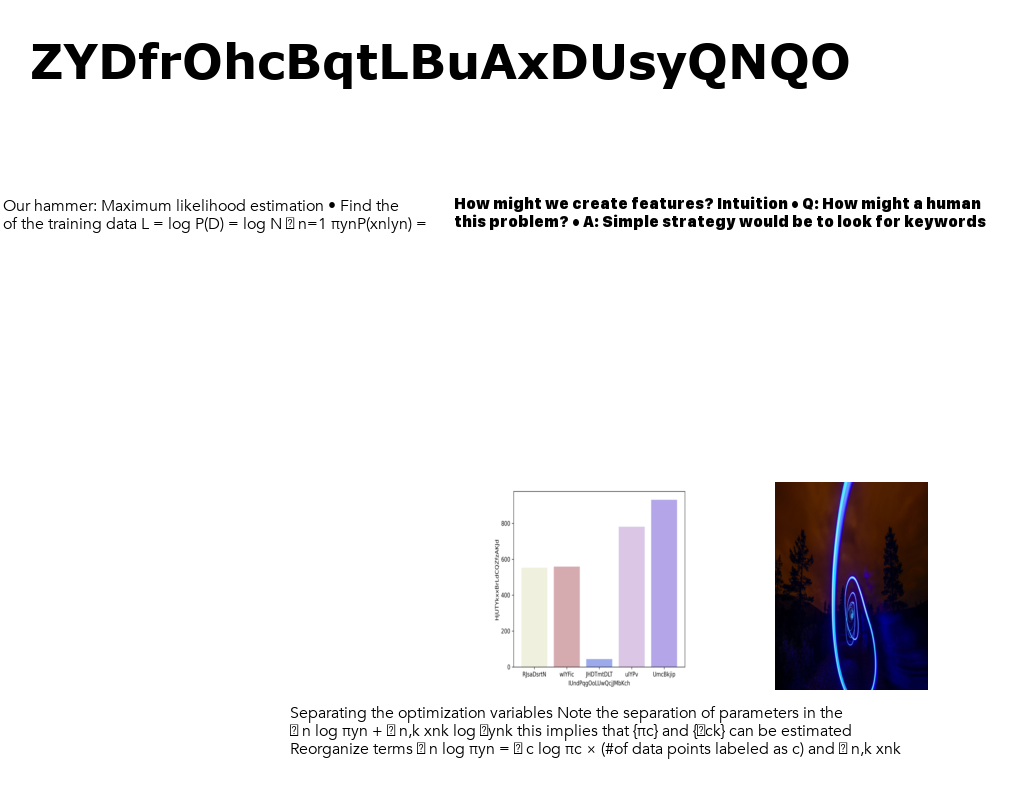 ZYDfrOhcBqtLBuAxDUsyQNQO
Our hammer: Maximum likelihood estimation • Find the
of the training data L = log P(D) = log N � n=1 πynP(xnlyn) =
How might we create features? Intuition • Q: How might a human
this problem? • A: Simple strategy would be to look for keywords
800
600
400
200
0
RJsaDsrtN wIYFic JHDTmtDLT uIYPv UmcBkjip
Separating the optimization variables Note the separation of parameters in the
� n log πyn + � n,k xnk log �ynk this implies that {πc} and {�ck} can be estimated
Reorganize terms � n log πyn = � c log πc × (#of data points labeled as c) and � n,k xnk